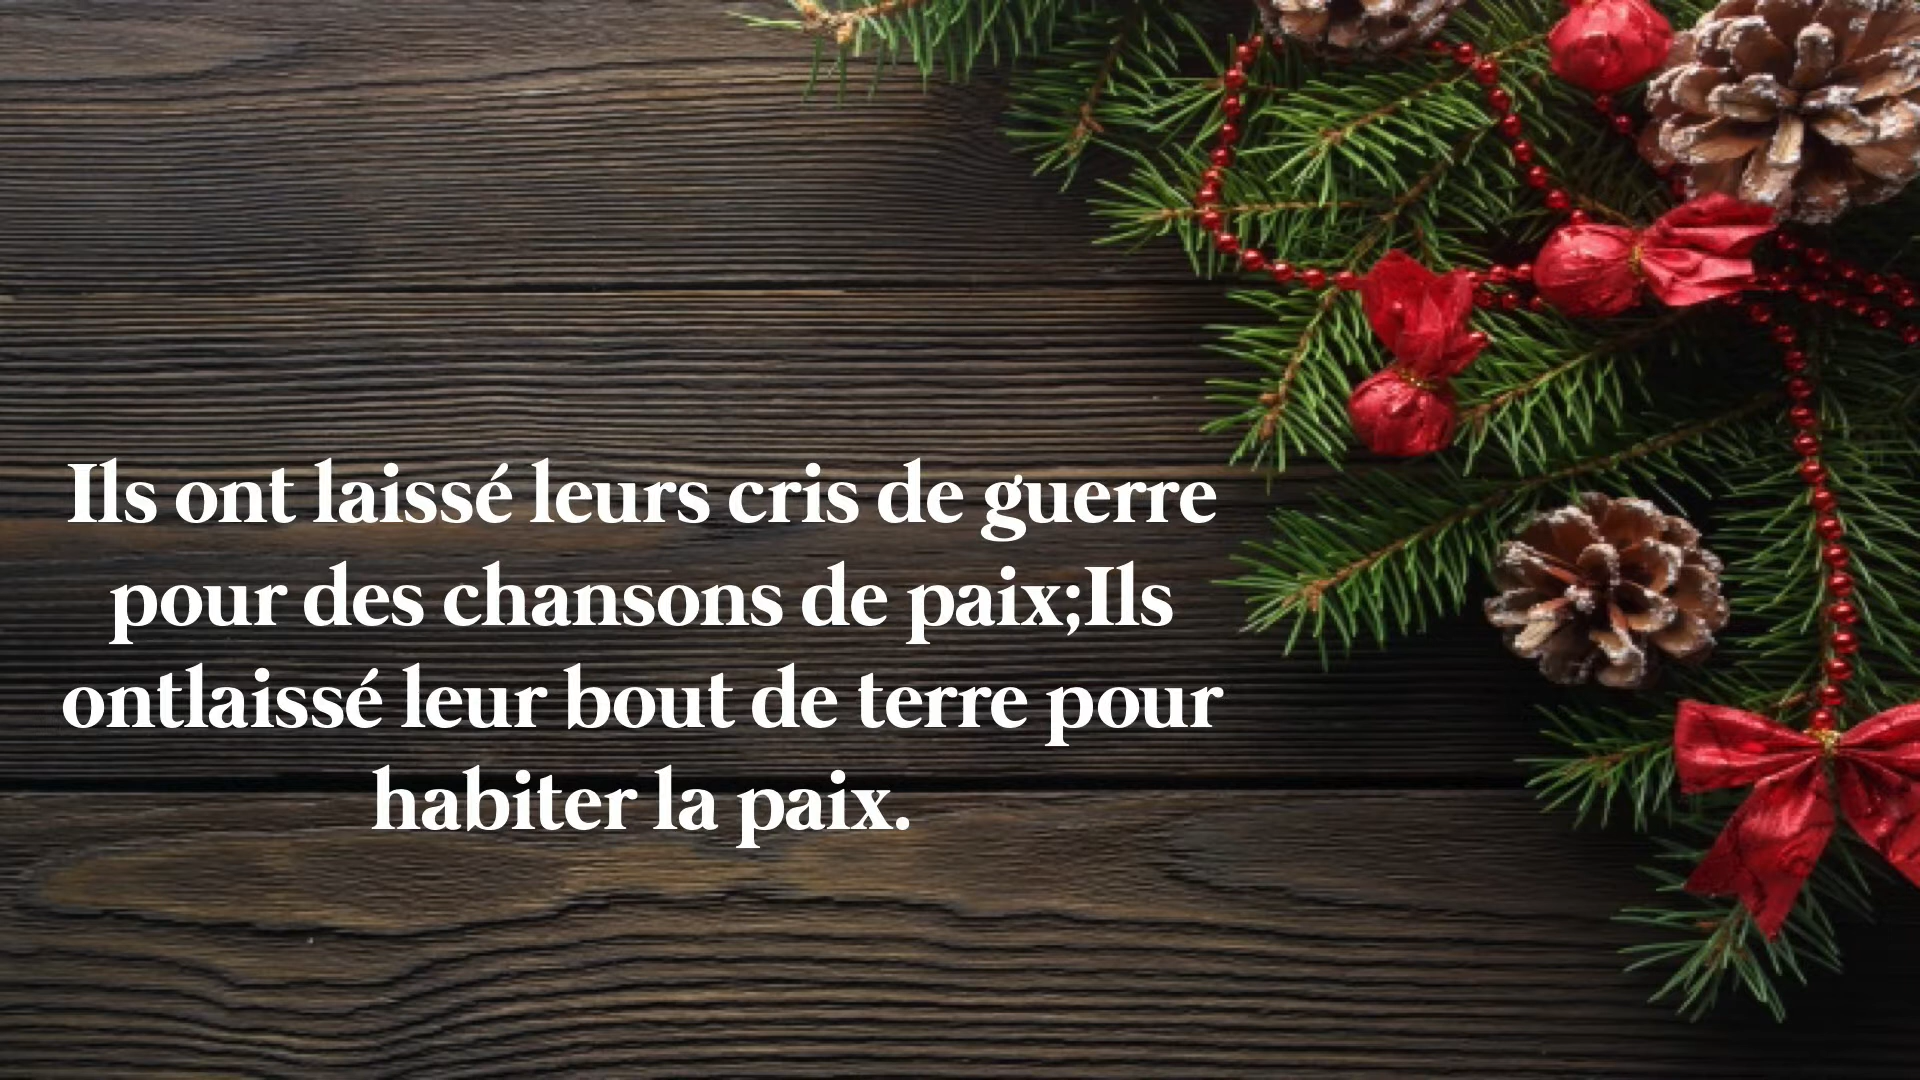 Ils ont laissé leurs cris de guerre
pour des chansons de paix;Ils
ontlaissé leur bout de terre pour
habiter la paix.